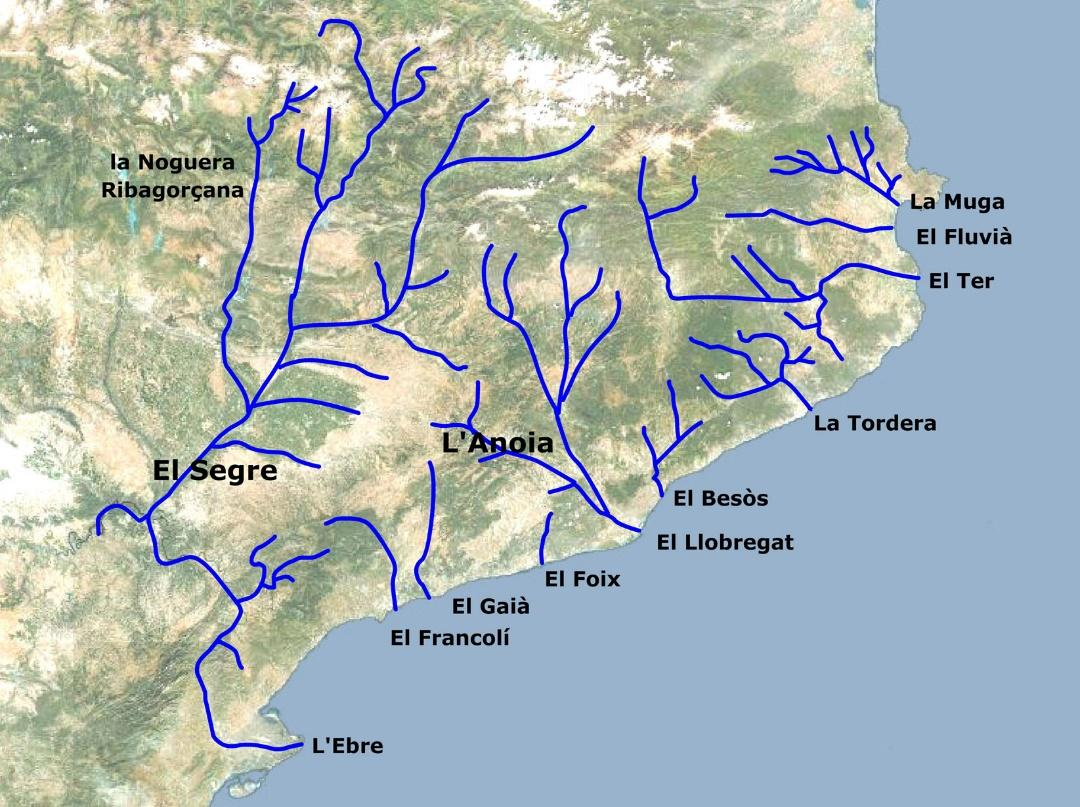 la Noguera
Ribagorçana
La Muga
El Fluvià
El Ter
La Tordera
L'Anoia
El Segre
El Besòs
El Llobregat
El Foix
El Gaià
El Francolí
L'Ebre